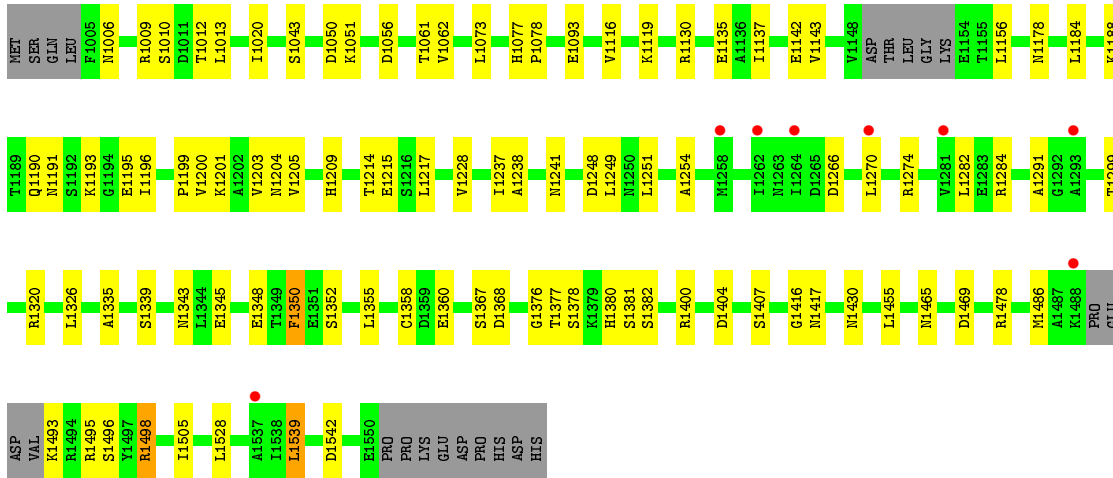 MET SER GLN LEU F1005 N1006 R1009 S1010 D1011 T1012 L1013 I1020 S1043 D1050 K1051 D1056 T1061 V1062 L1073 H1077 P1078 E1093 V1116 K1119 R1130 E1135 A1136 I1137 E1142 V1143 V1148 ASP THR LEU GLY LYS E1154 T1155 L1156 N1178 L1184 K1188
T1189 Q1190 N1191 S1192 K1193 G1194 E1195 I1196 P1199 V1200 K1201 A1202 V1203 N1204 V1205 H1209 T1214 E1215 S1216 L1217 V1228 I1237 A1238 N1241 D1248 L1249 N1250 L1251 A1254 M1258 I1262 N1263 I1264 D1265 D1266 L1270 R1274 V1281 L1282 E1283 R1284 A1291 G1292 A1293 T1299
R1320 L1326 A1335 S1339 N1343 L1344 E1345 E1348 T1349 F1350 E1351 S1352 L1355 C1358 D1359 E1360 S1367 D1368 G1376 T1377 S1378 K1379 H1380 S1381 S1382 R1400 D1404 S1407 G1416 N1417 N1430 L1455 N1465 D1469 R1478 M1486 A1487 K1488 PRO GLU
ASP VAL K1493 R1494 R1495 S1496 Y1497 R1498 I1505 L1528 A1537 I1538 L1539 D1542 E1550 PRO PRO LYS GLU ASP PRO HIS ASP HIS